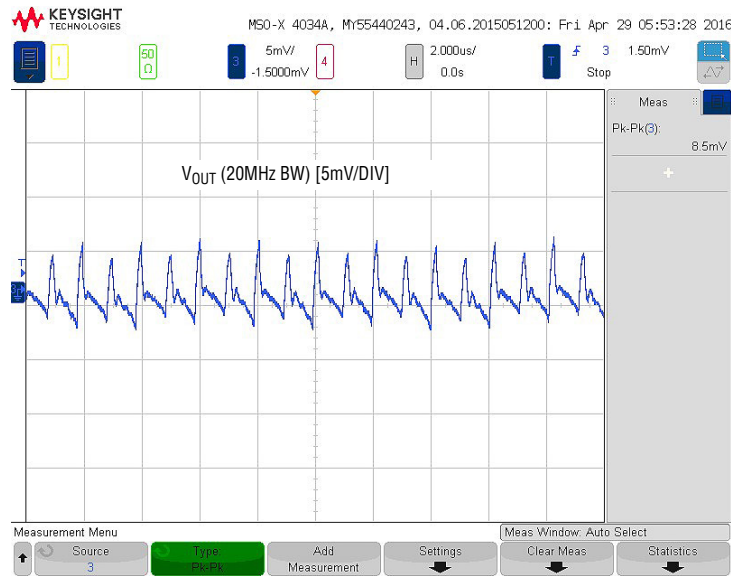 KEYSIGHT
TECHNOLOGIES
MSO-X 4034A, MY55440243, 04.06.2015051200: Fri Apr 29 05:53:28 2016
1
50
Ω
3
5mV/
-1.5000mV
4
H
2.000us/
0.0s
T
3
1.50mV
Stop
Meas
Pk-Pk(3):
8.5mV
VOUT (20MHz BW) [5mV/DIV]
T
Measurement Menu
Meas Window: Auto Select
Source
3
Type:
Pk-Pk
Add
Measurement
Settings
Clear Meas
Statistics